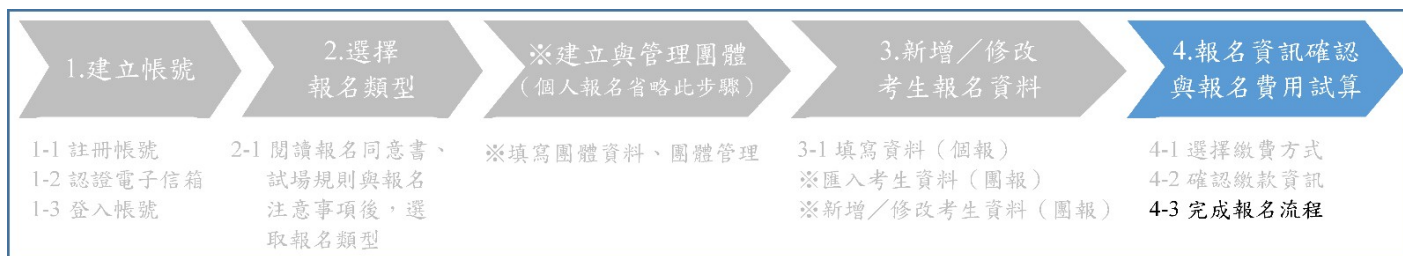 1.建立帳號
2.選擇
報名類型
※建立與管理團體
（個人報名省略此步驟）
3.新增／修改
考生報名資料
4.報名資訊確認
與報名費用試算
1-1 註冊帳號
1-2 認證電子信箱
1-3 登入帳號
2-1 閱讀報名同意書、
試場規則與報名
注意事項後，選
取報名類型
※填寫團體資料、團體管理
3-1 填寫資料（個報）
※匯入考生資料（團報）
※新增／修改考生資料（團報）
4-1 選擇繳費方式
4-2 確認繳款資訊
4-3 完成報名流程